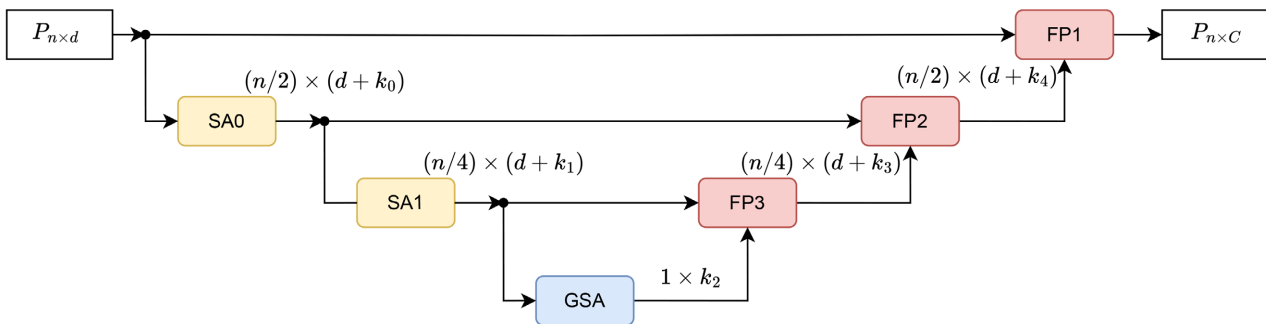 P_{n×d}
FP1
P_{n×C}
(n/2) × (d + k_0)
(n/2) × (d + k_4)
SA0
FP2
(n/4) × (d + k_1)
(n/4) × (d + k_3)
SA1
FP3
GSA
1 × k_2